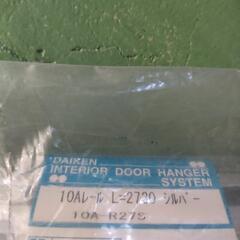 DAIKEN
INTERIOR DOOR HANGER
SYSTEM
10Aレール L=2730 シルバー
10A-R27S